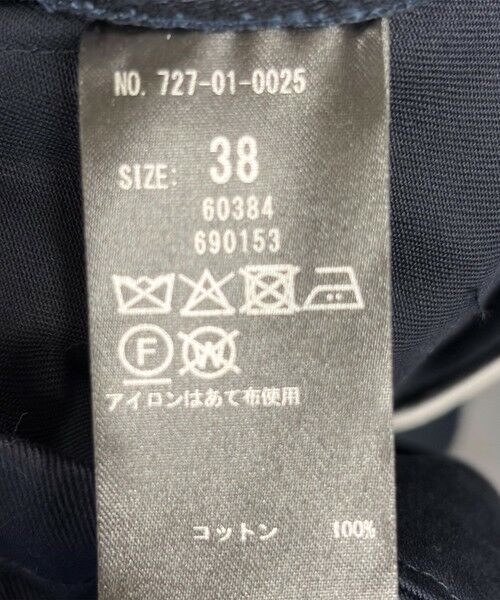 NO. 727-01-0025
SIZE: 38
60384
690153
F W
アイロンはあて布使用
コットン 100%